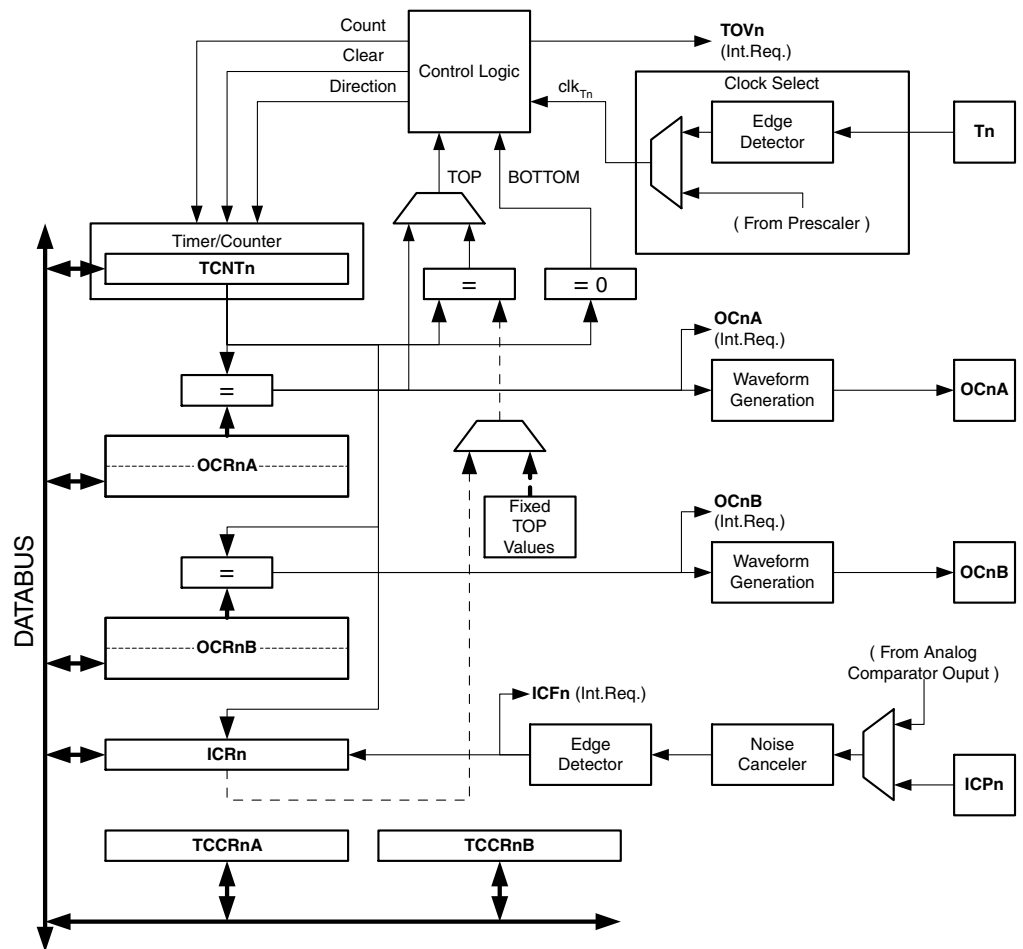 Count
Clear
Direction
Control Logic
TOVn
(Int.Req.)
clkTn
Clock Select
Edge
Detector
Tn
( From Prescaler )
TOP
BOTTOM
Timer/Counter
TCNTn
=
= 0
OCnA
(Int.Req.)
=
Waveform
Generation
OCnA
OCRnA
Fixed
TOP
Values
OCnB
(Int.Req.)
=
Waveform
Generation
OCnB
OCRnB
DATABUS
( From Analog
Comparator Ouput )
ICFn (Int.Req.)
ICRn
Edge
Detector
Noise
Canceler
ICPn
TCCRnA
TCCRnB